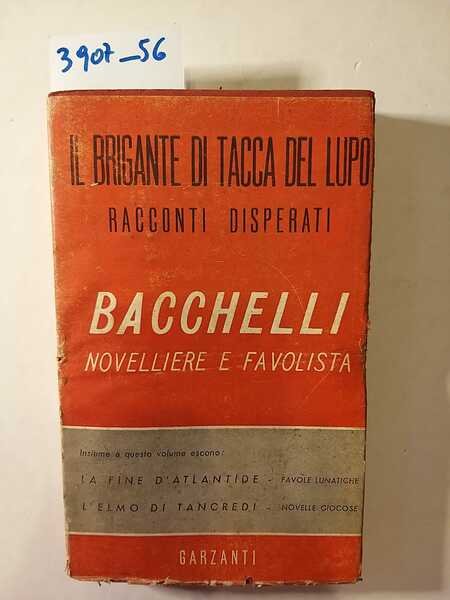 3907_56
IL BRIGANTE DI TACCA DEL LUPO
RACCONTI DISPERATI
BACCHELLI
NOVELLIERE E FAVOLISTA
Insieme a questo volume escono:
LA FINE D'ATLANTIDE - FAVOLE LUNATICHE
L'ELMO DI TANCREDI - NOVELLE GIOCOSE
GARZANTI